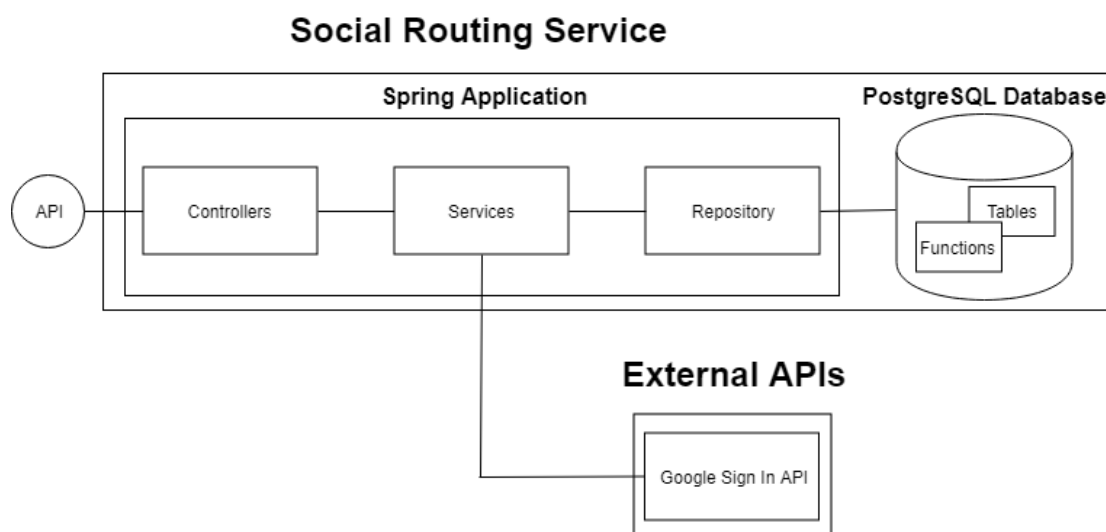 Social Routing Service
Spring Application
PostgreSQL Database
API
Controllers
Services
Repository
Tables
Functions
External APIs
Google Sign In API